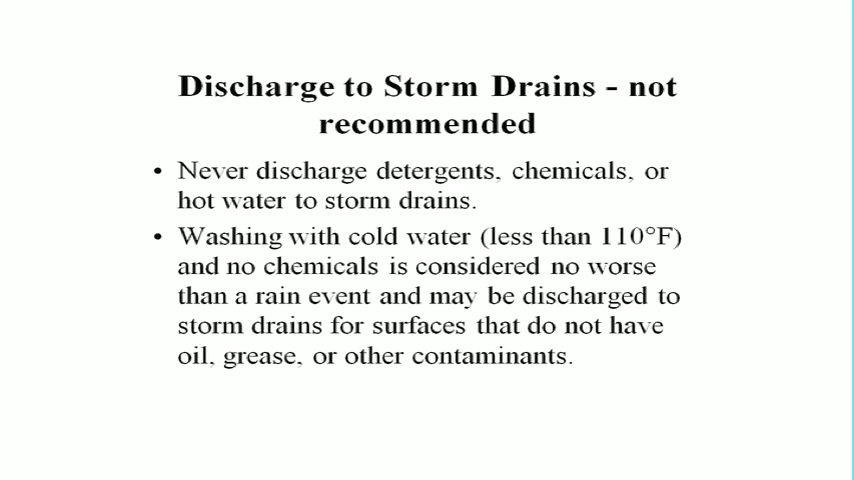 Discharge to Storm Drains - not
recommended
• Never discharge detergents, chemicals, or
hot water to storm drains.
• Washing with cold water (less than 110°F)
and no chemicals is considered no worse
than a rain event and may be discharged to
storm drains for surfaces that do not have
oil, grease, or other contaminants.